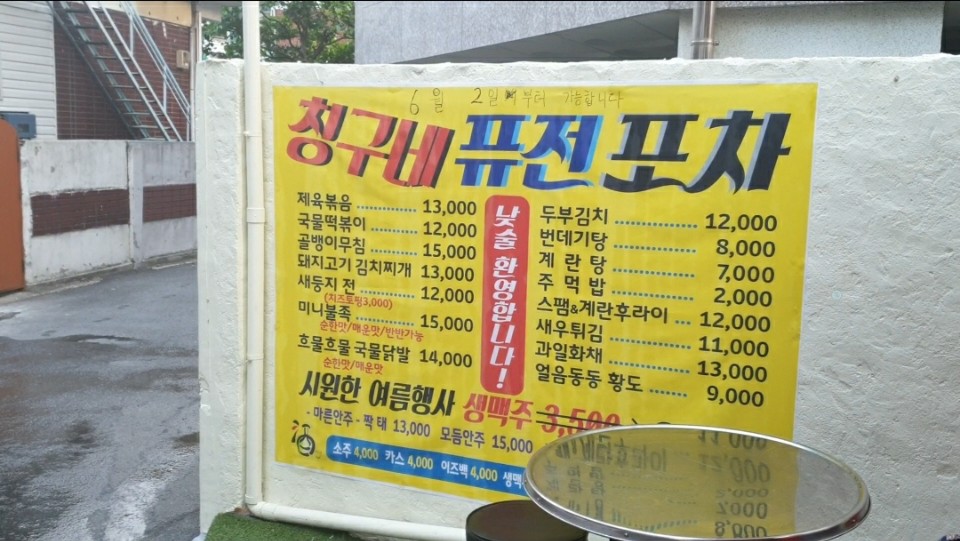 6월 2일부터 가능합니다
청구네 퓨전 포차
제육볶음 ............ 13,000
국물떡볶이 ............ 12,000
골뱅이무침 ............ 15,000
돼지고기 김치찌개 13,000
새둥지 전 ............ 12,000
(치즈토핑3,000)
미니불족 ............ 15,000
순한맛/매운맛/반반가능
흐물흐물 국물닭발 14,000
순한맛/매운맛
낮술 환영합니다!
두부김치 ............ 12,000
번데기탕 ............ 8,000
계란탕 ............ 7,000
주먹밥 ............ 2,000
스팸&계란후라이 ... 12,000
새우튀김 ............ 11,000
과일화채 ............ 13,000
얼음동동 황도 ...... 9,000
시원한 여름행사 생맥주 3,500
- 마른안주 - 짝태 13,000 모듬안주 15,000
소주 4,000 카스 4,000 이즈백 4,000 생맥